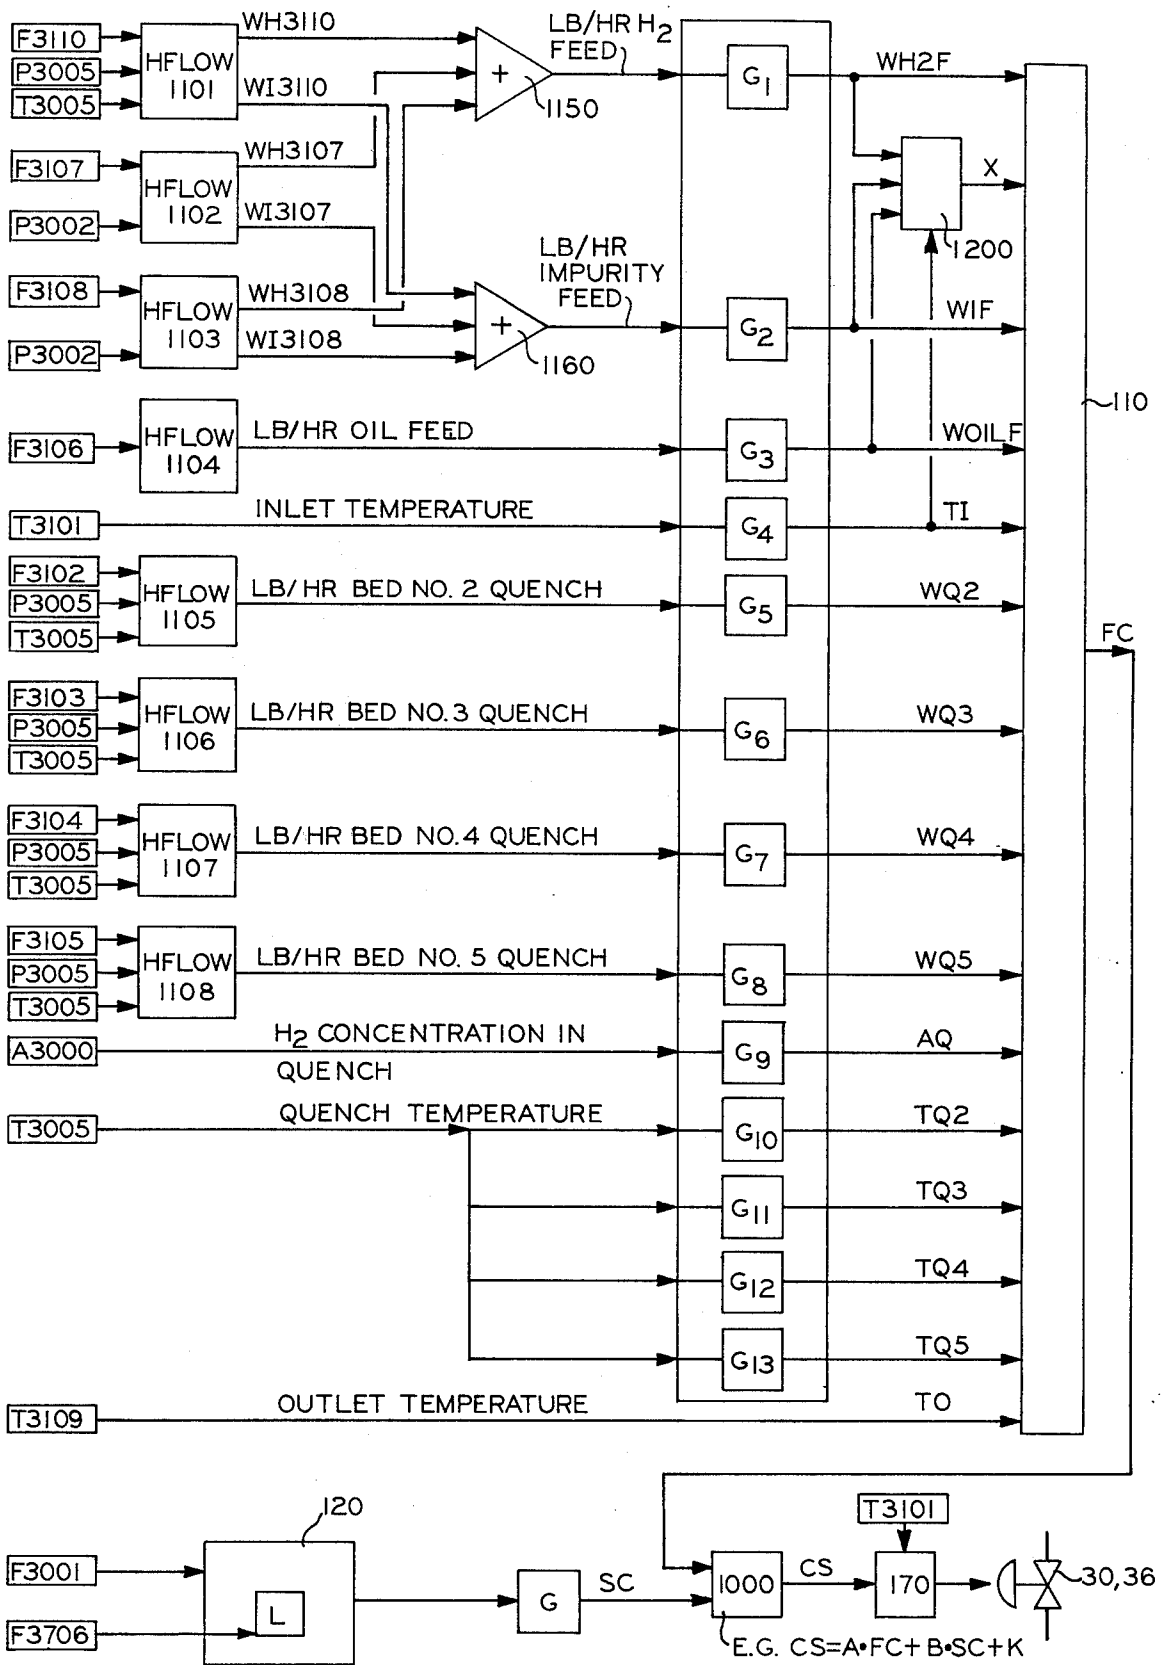 F3110
P3005
T3005
HFLOW
1101
WH3110
WI3110
F3107
P3002
HFLOW
1102
WH3107
WI3107
F3108
P3002
HFLOW
1103
WH3108
WI3108
+
1150
LB/HR H2
FEED
+
1160
LB/HR
IMPURITY
FEED
G1
WH2F
X
1200
G2
WIF
110
F3106
HFLOW
1104
LB/HR OIL FEED
G3
WOILF
T3101
INLET TEMPERATURE
G4
TI
F3102
P3005
T3005
HFLOW
1105
LB/HR BED NO. 2 QUENCH
G5
WQ2
FC
F3103
P3005
T3005
HFLOW
1106
LB/HR BED NO. 3 QUENCH
G6
WQ3
F3104
P3005
T3005
HFLOW
1107
LB/HR BED NO. 4 QUENCH
G7
WQ4
F3105
P3005
T3005
HFLOW
1108
LB/HR BED NO. 5 QUENCH
G8
WQ5
A3000
H2 CONCENTRATION IN
QUENCH
G9
AQ
T3005
QUENCH TEMPERATURE
G10
TQ2
G11
TQ3
G12
TQ4
G13
TQ5
T3109
OUTLET TEMPERATURE
TO
F3001
F3706
120
L
G
SC
1000
CS
T3101
170
30,36
E.G. CS=A•FC+B•SC+K